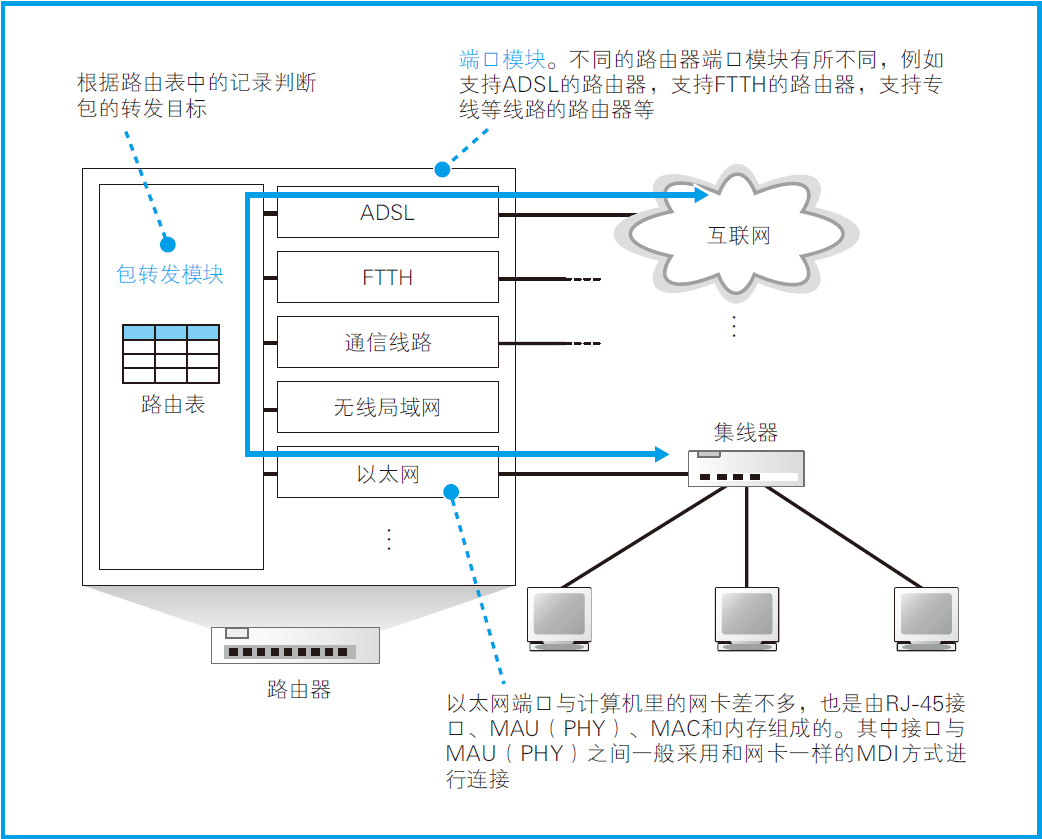 端口模块。不同的路由器端口模块有所不同，例如
支持ADSL的路由器，支持FTTH的路由器，支持专
线等线路的路由器等
根据路由表中的记录判断
包的转发目标
ADSL
互联网
包转发模块
FTTH
通信线路
路由表
无线局域网
集线器
以太网
路由器
以太网端口与计算机里的网卡差不多，也是由RJ-45接
口、MAU（PHY）、MAC和内存组成的。其中接口与
MAU（PHY）之间一般采用和网卡一样的MDI方式进
行连接